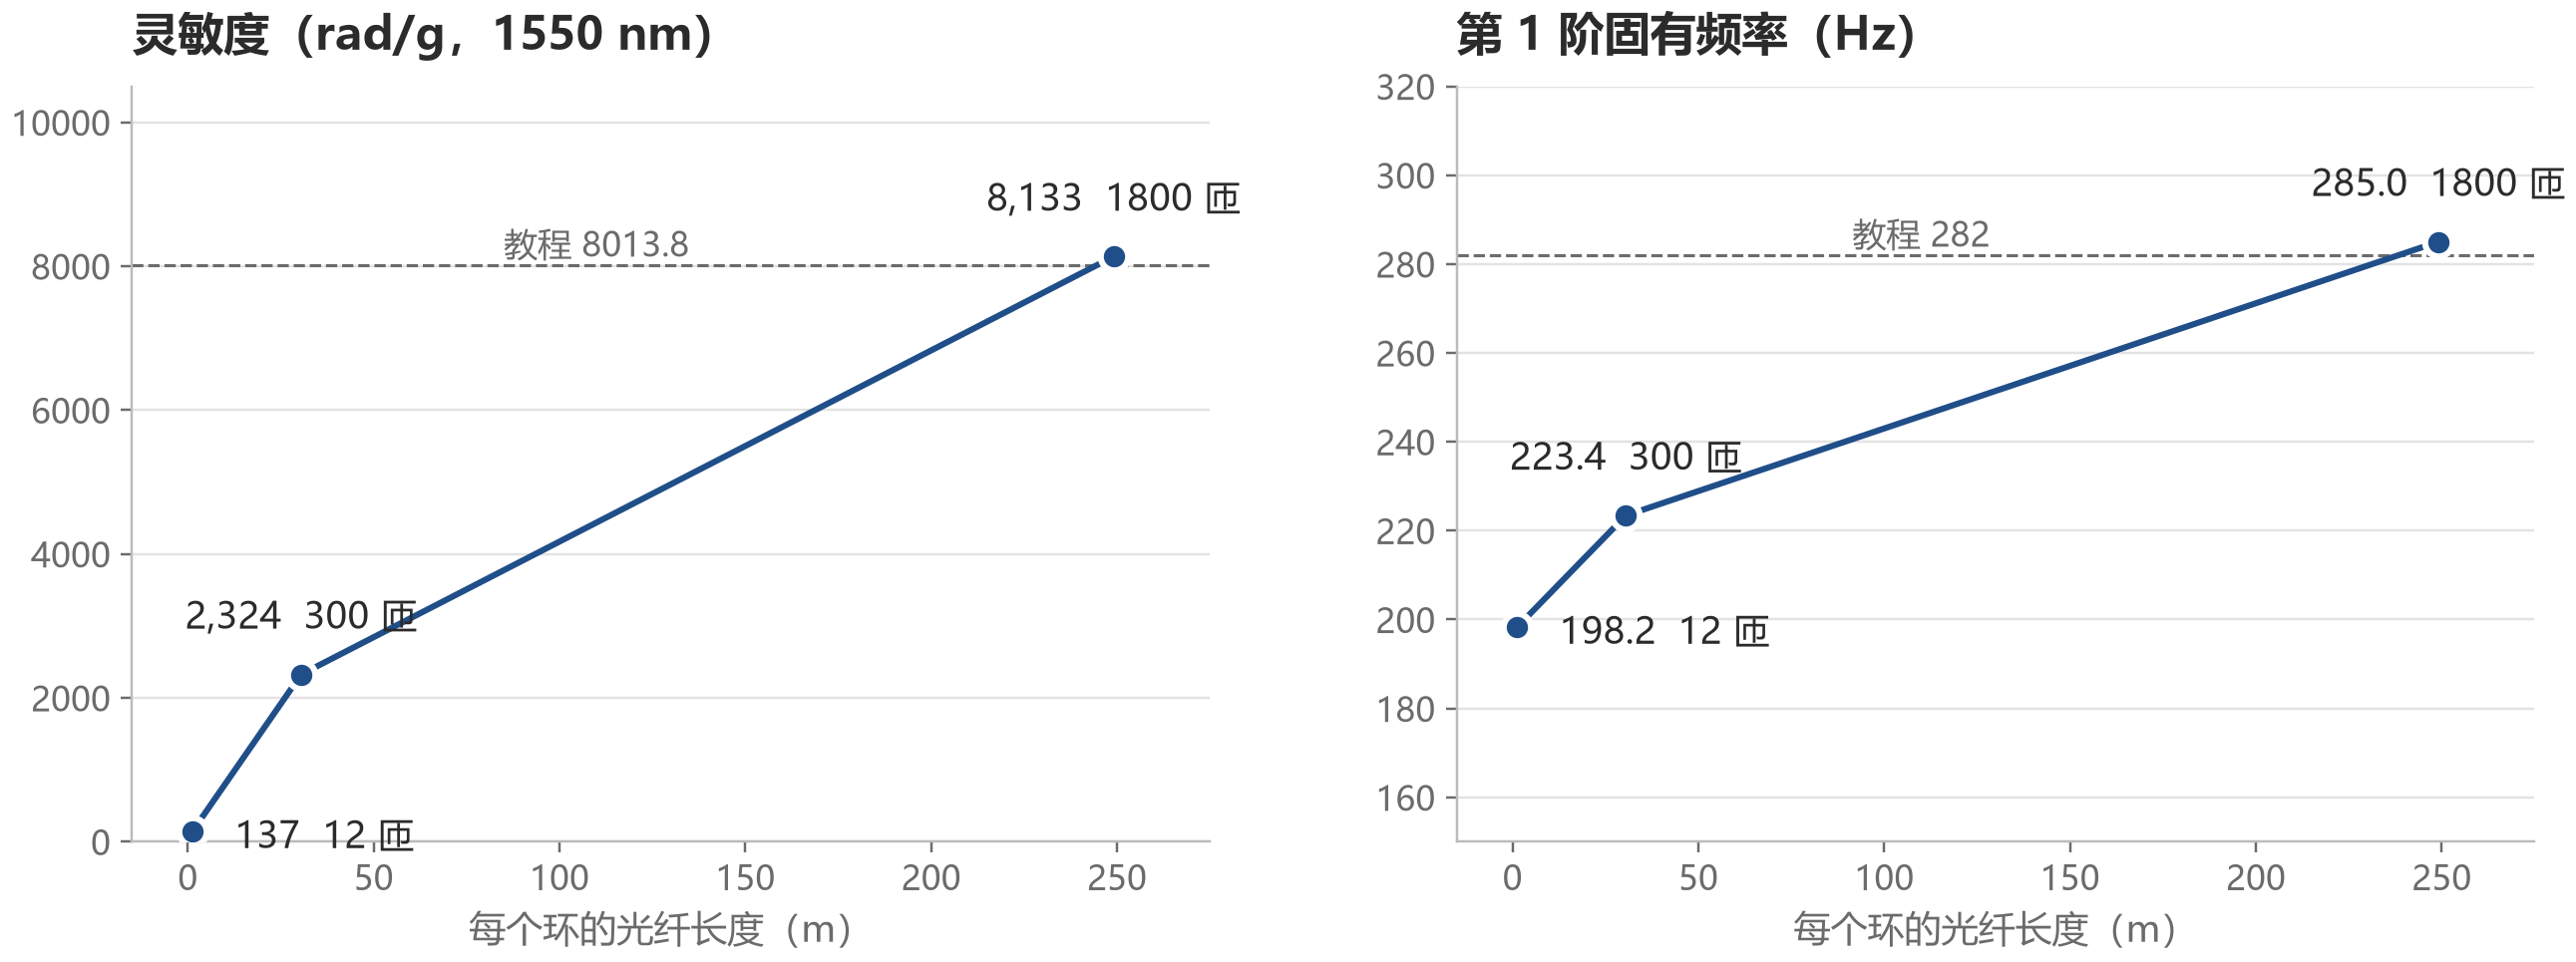 灵敏度（rad/g，1550 nm）
10000
8000
6000
4000
2000
0
教程 8013.8
8,133  1800 匝
2,324  300 匝
137  12 匝
0 50 100 150 200 250
每个环的光纤长度（m）
第 1 阶固有频率（Hz）
320
300
280
260
240
220
200
180
160
285.0  1800 匝
教程 282
223.4  300 匝
198.2  12 匝
0 50 100 150 200 250
每个环的光纤长度（m）